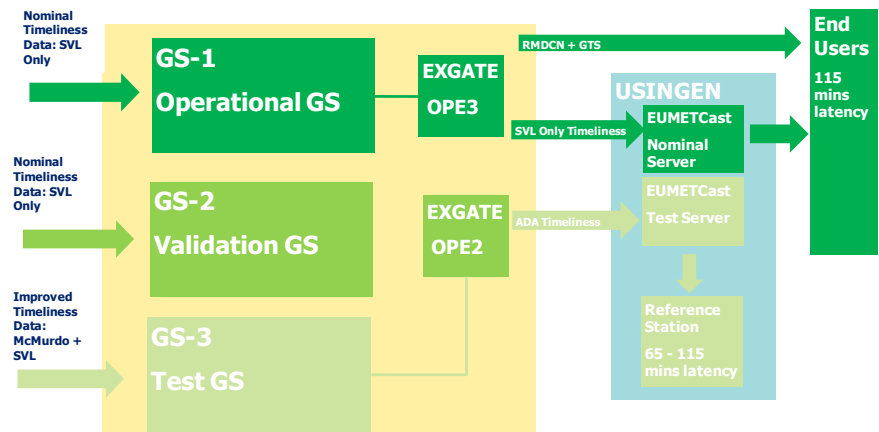 Nominal
Timeliness
Data: SVL
Only
GS-1
Operational GS
EXGATE
OPE3
RMDCN + GTS
End
Users
115
mins
latency
USINGEN
SVL Only Timeliness
EUMETCast
Nominal
Server
Nominal
Timeliness
Data: SVL
Only
GS-2
Validation GS
EXGATE
OPE2
ADA Timeliness
EUMETCast
Test Server
Improved
Timeliness
Data:
McMurdo +
SVL
GS-3
Test GS
Reference
Station
65 - 115
mins latency